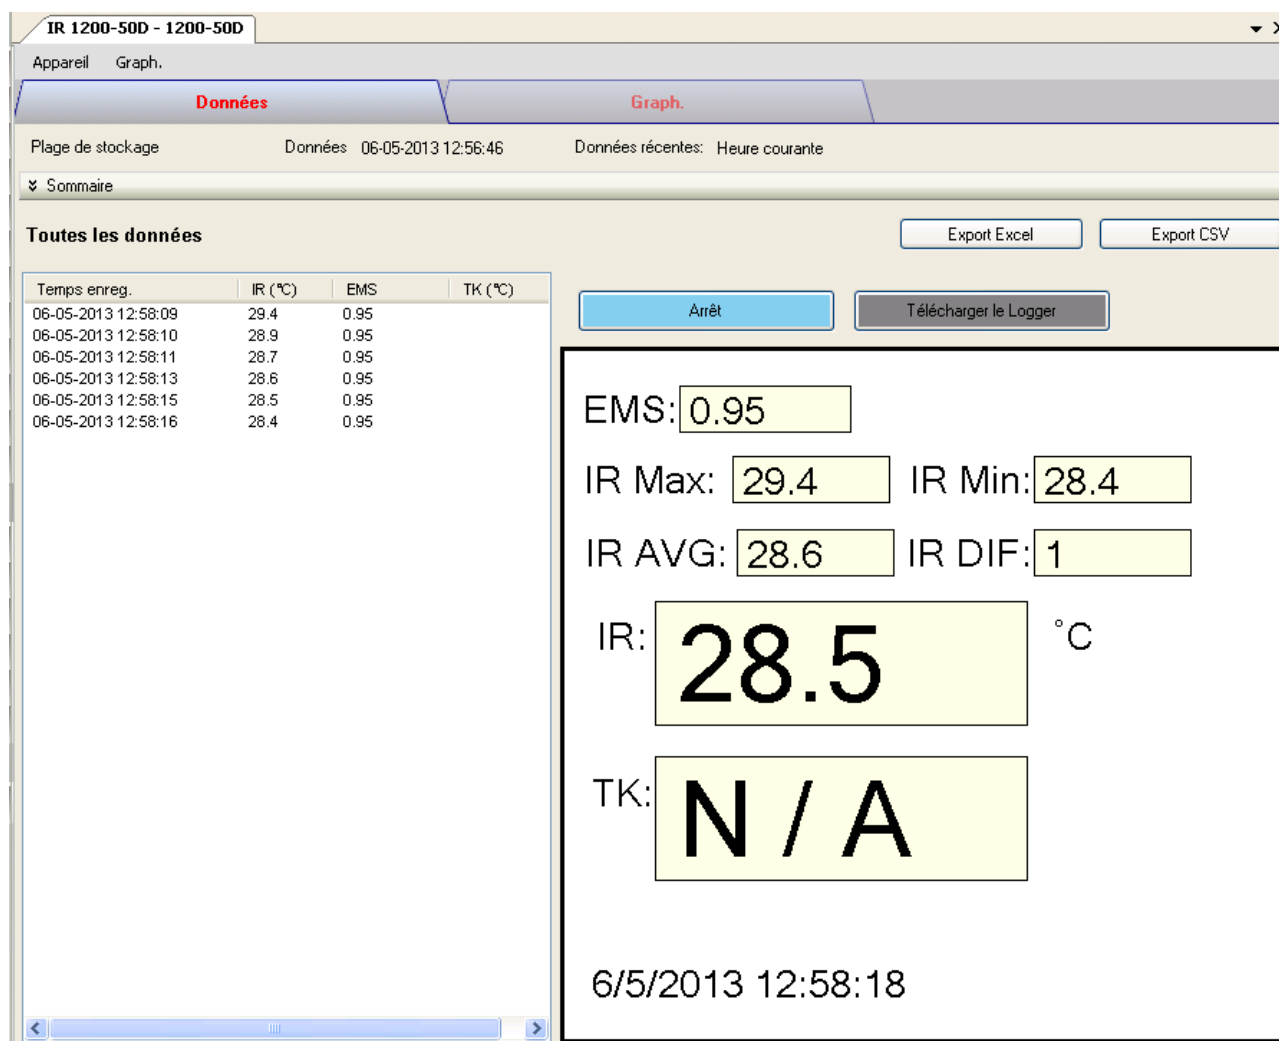 IR 1200-50D - 1200-50D
Appareil Graph.
Données Graph.
Plage de stockage Données 06-05-2013 12:56:46 Données récentes: Heure courante
Sommaire
Toutes les données Export Excel Export CSV
Temps enreg. IR (°C) EMS TK (°C)
06-05-2013 12:58:09 29.4 0.95
06-05-2013 12:58:10 28.9 0.95
06-05-2013 12:58:11 28.7 0.95
06-05-2013 12:58:13 28.6 0.95
06-05-2013 12:58:15 28.5 0.95
06-05-2013 12:58:16 28.4 0.95
Arrêt Télécharger le Logger
EMS: 0.95
IR Max: 29.4 IR Min: 28.4
IR AVG: 28.6 IR DIF: 1
IR: 28.5 °C
TK: N / A
6/5/2013 12:58:18